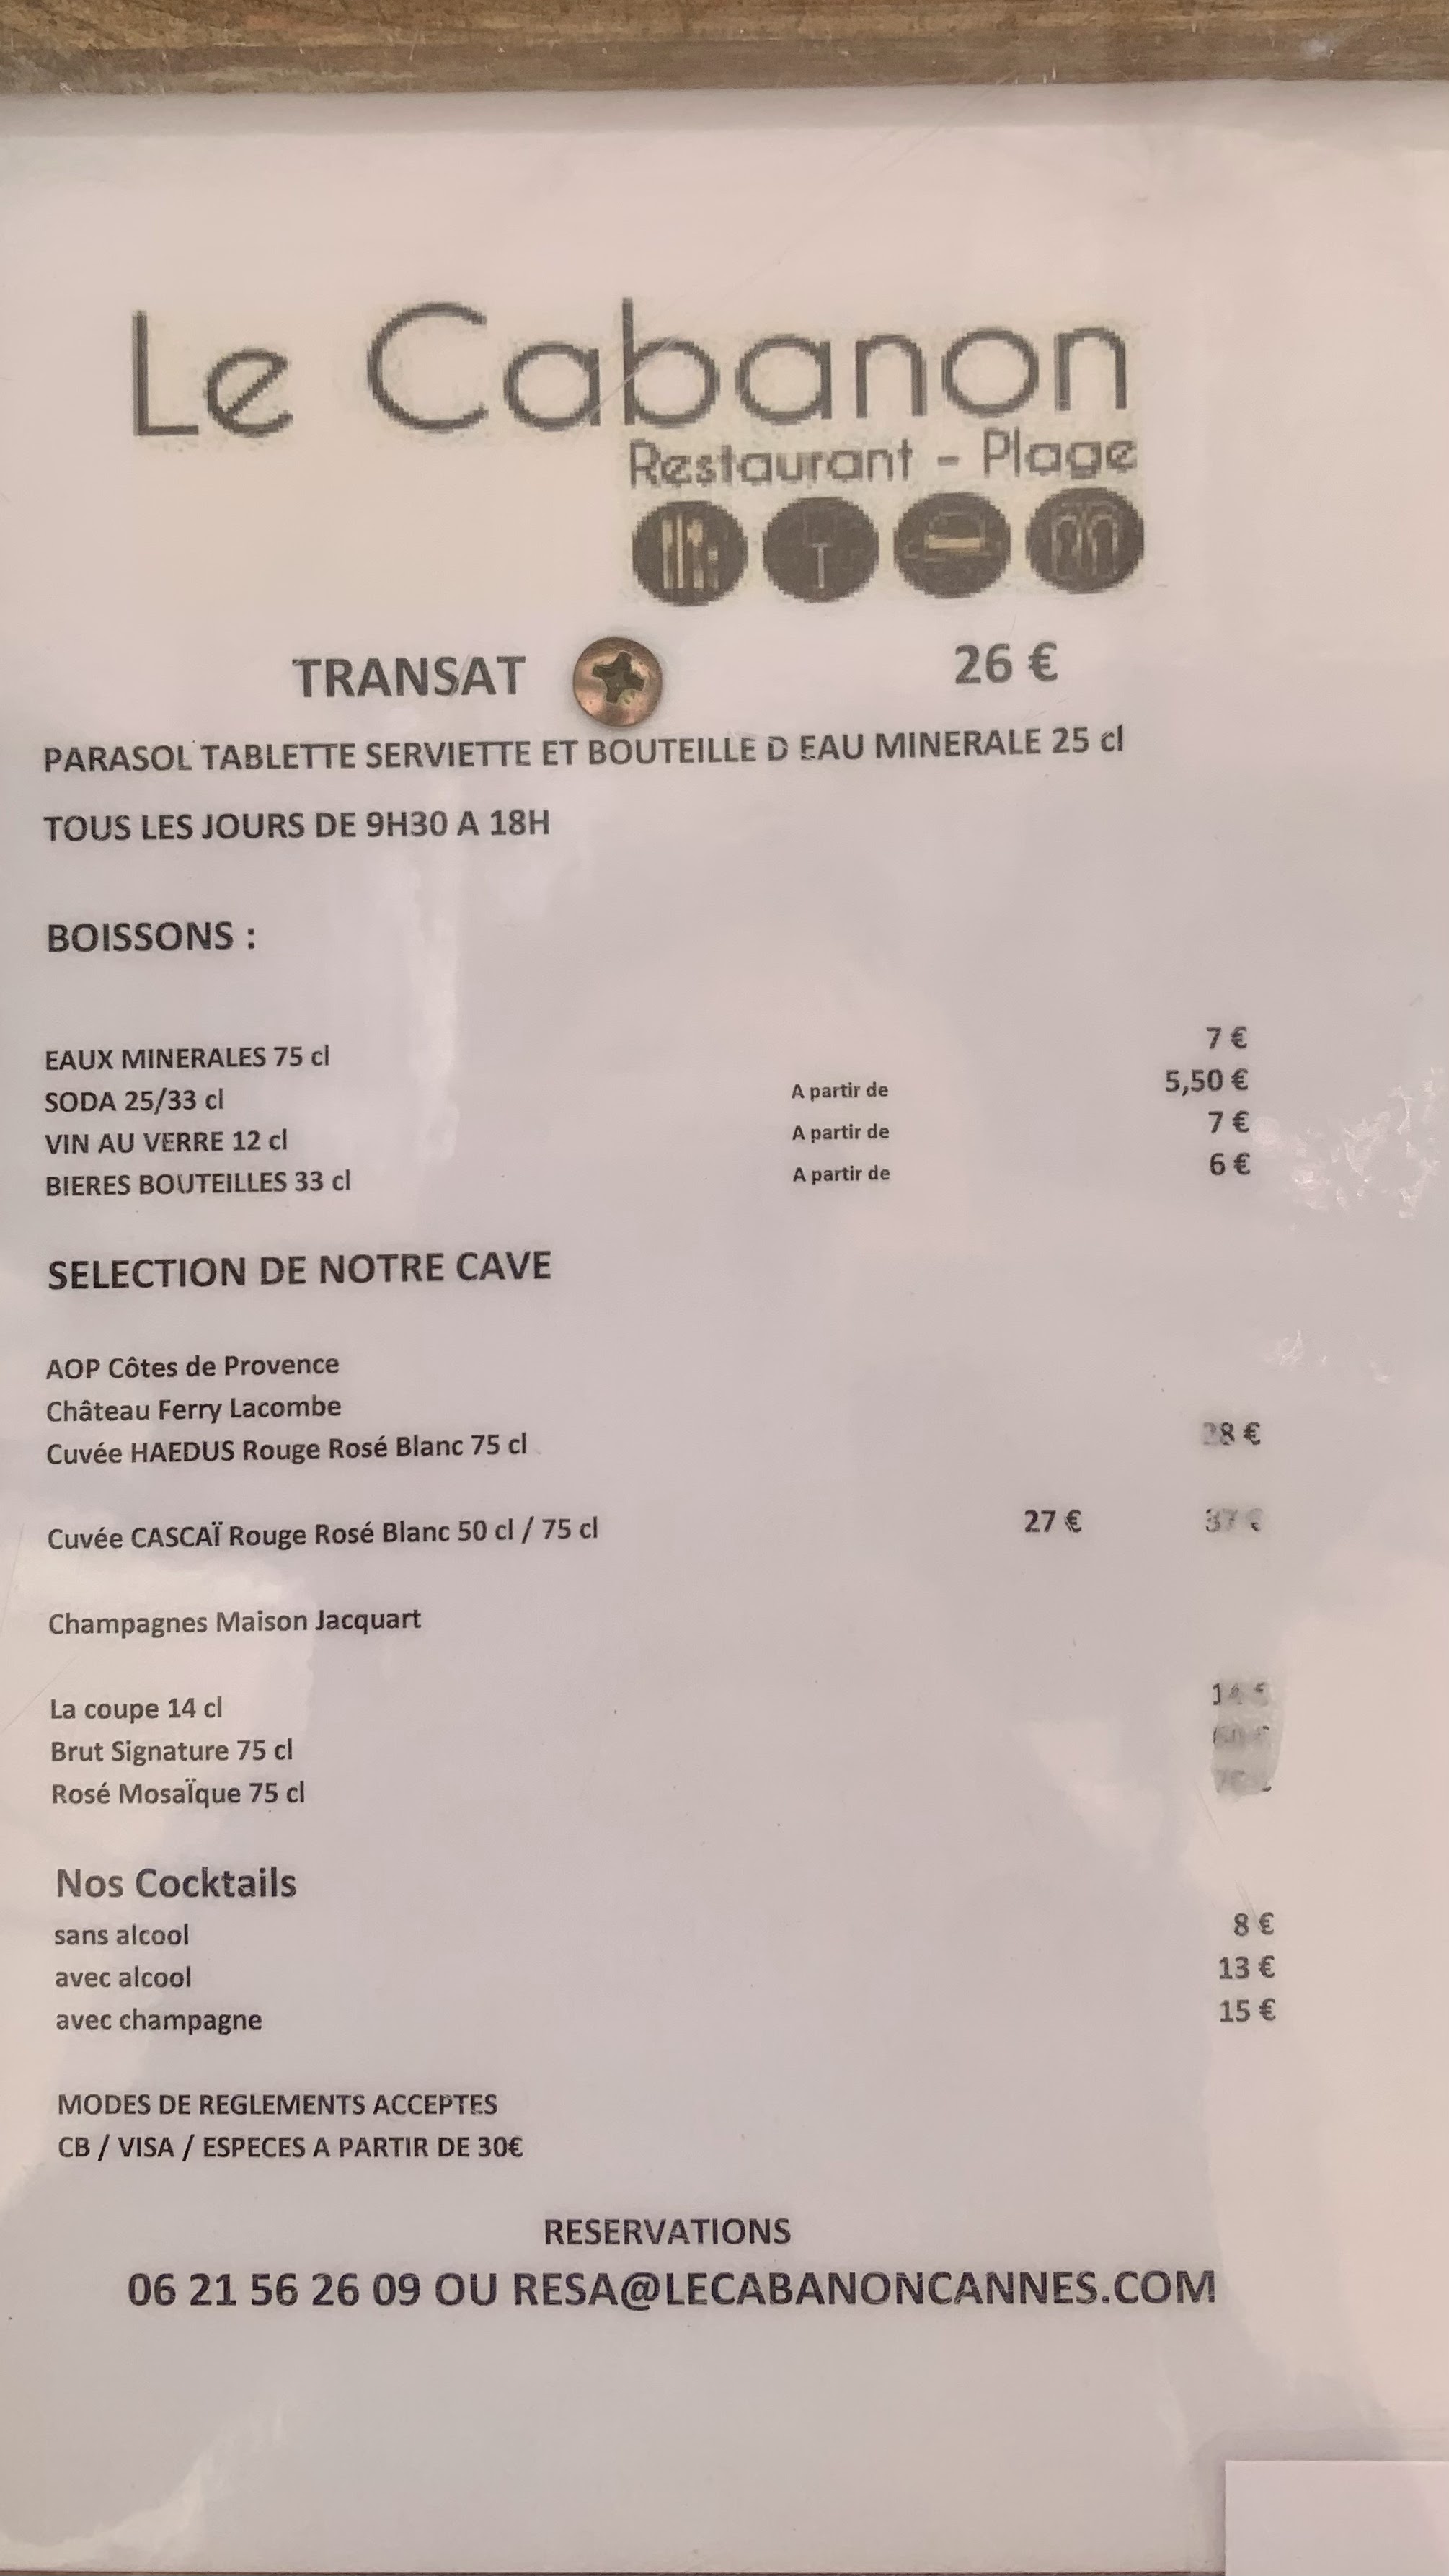 Le Cabanon
Restaurant - Plage
TRANSAT 26 €
PARASOL TABLETTE SERVIETTE ET BOUTEILLE D EAU MINERALE 25 cl
TOUS LES JOURS DE 9H30 A 18H
BOISSONS :
EAUX MINERALES 75 cl 7 €
SODA 25/33 cl A partir de 5,50 €
VIN AU VERRE 12 cl A partir de 7 €
BIERES BOUTEILLES 33 cl A partir de 6 €
SELECTION DE NOTRE CAVE
AOP Côtes de Provence
Château Ferry Lacombe
Cuvée HAEDUS Rouge Rosé Blanc 75 cl 28 €
Cuvée CASCAÏ Rouge Rosé Blanc 50 cl / 75 cl 27 € 37 €
Champagnes Maison Jacquart
La coupe 14 cl
Brut Signature 75 cl
Rosé MosaÏque 75 cl
Nos Cocktails
sans alcool 8 €
avec alcool 13 €
avec champagne 15 €
MODES DE REGLEMENTS ACCEPTES
CB / VISA / ESPECES A PARTIR DE 30€
RESERVATIONS
06 21 56 26 09 OU RESA@LECABANONCANNES.COM